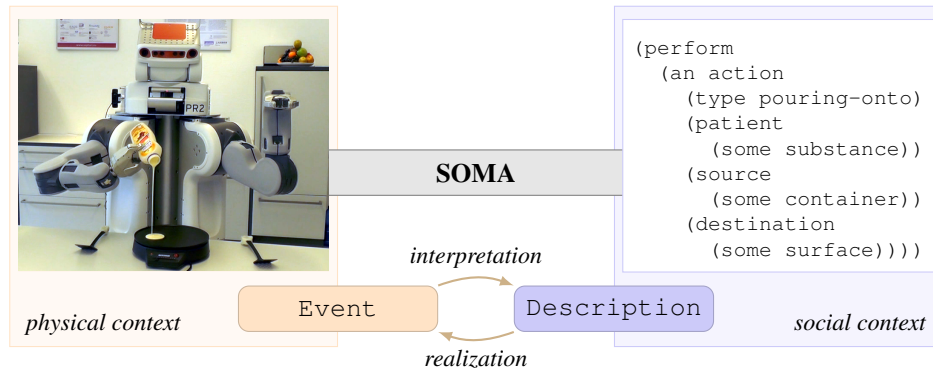 PR2
SOMA
(perform
(an action
(type pouring-onto)
(patient
(some substance))
(source
(some container))
(destination
(some surface))))
interpretation
Event
Description
physical context
social context
realization